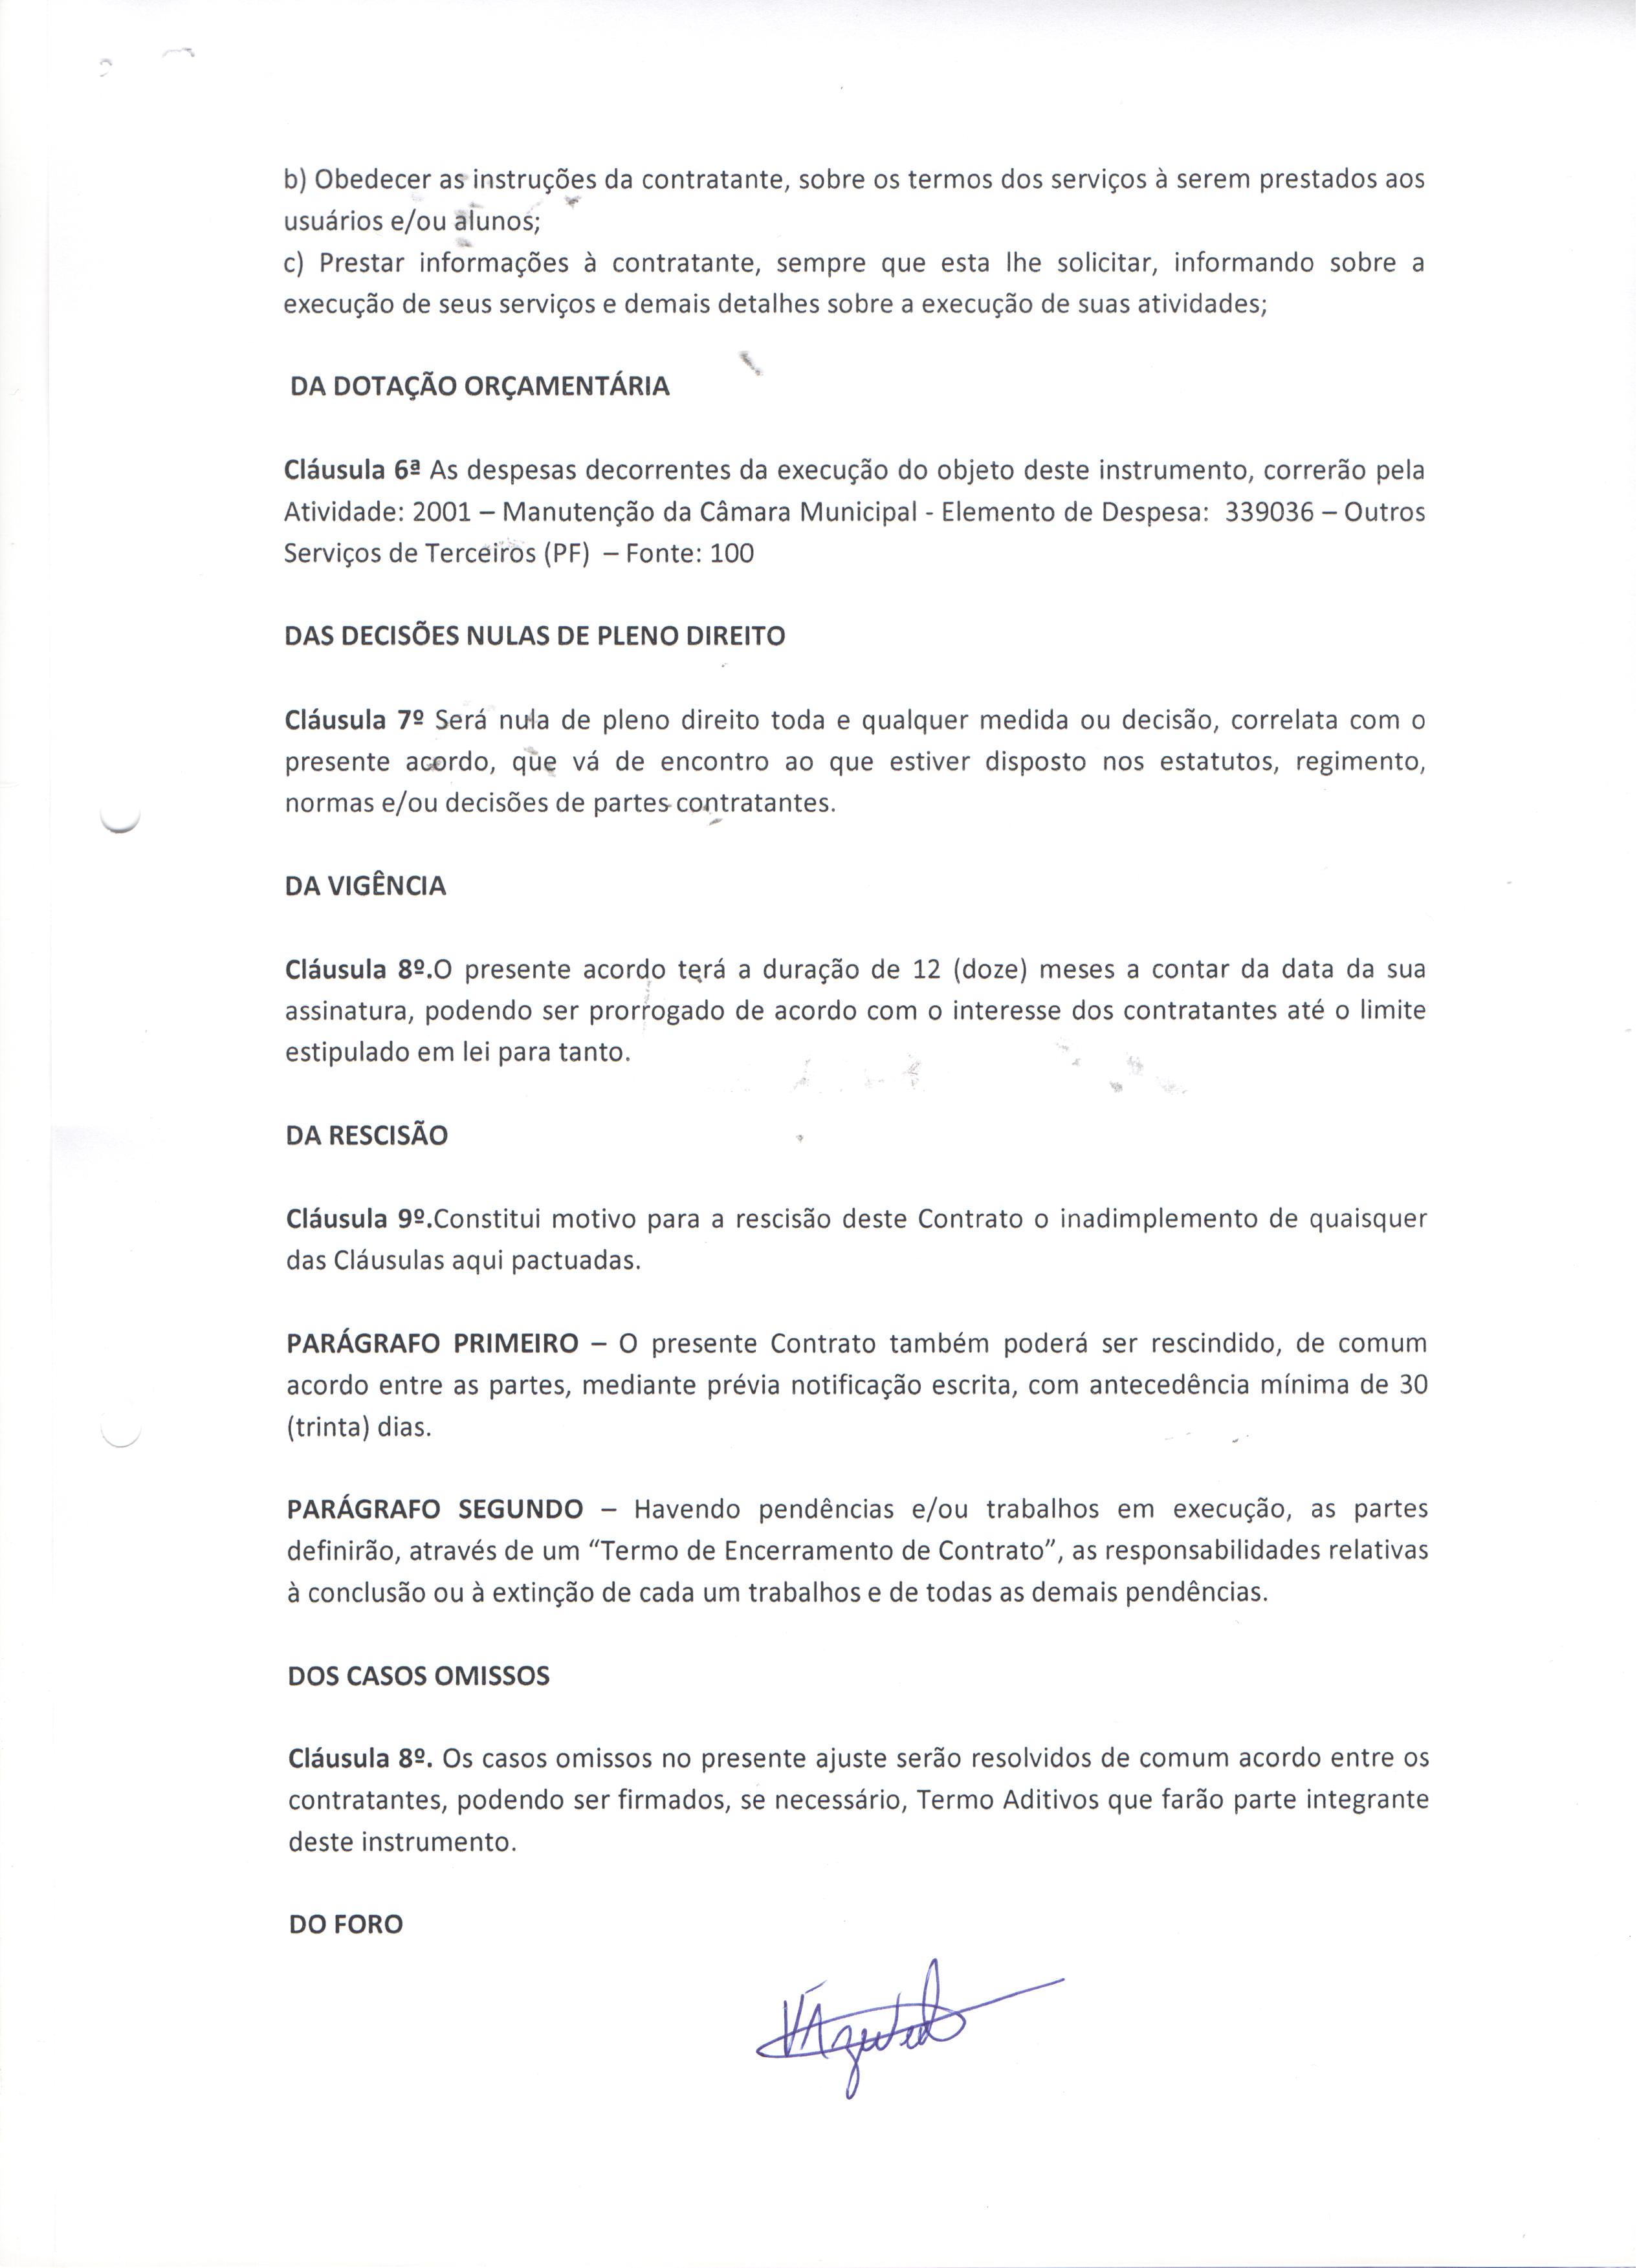 b) Obedecer as instruções da contratante, sobre os termos dos serviços à serem prestados aos
usuários e/ou alunos;
c) Prestar informações à contratante, sempre que esta lhe solicitar, informando sobre a
execução de seus serviços e demais detalhes sobre a execução de suas atividades;
DA DOTAÇÃO ORÇAMENTÁRIA
Cláusula 6ª As despesas decorrentes da execução do objeto deste instrumento, correrão pela
Atividade: 2001 – Manutenção da Câmara Municipal - Elemento de Despesa: 339036 – Outros
Serviços de Terceiros (PF) – Fonte: 100
DAS DECISÕES NULAS DE PLENO DIREITO
Cláusula 7º Será nula de pleno direito toda e qualquer medida ou decisão, correlata com o
presente acordo, que vá de encontro ao que estiver disposto nos estatutos, regimento,
normas e/ou decisões de partes contratantes.
DA VIGÊNCIA
Cláusula 8º.O presente acordo terá a duração de 12 (doze) meses a contar da data da sua
assinatura, podendo ser prorrogado de acordo com o interesse dos contratantes até o limite
estipulado em lei para tanto.
DA RESCISÃO
Cláusula 9º.Constitui motivo para a rescisão deste Contrato o inadimplemento de quaisquer
das Cláusulas aqui pactuadas.
PARÁGRAFO PRIMEIRO – O presente Contrato também poderá ser rescindido, de comum
acordo entre as partes, mediante prévia notificação escrita, com antecedência mínima de 30
(trinta) dias.
PARÁGRAFO SEGUNDO – Havendo pendências e/ou trabalhos em execução, as partes
definirão, através de um “Termo de Encerramento de Contrato”, as responsabilidades relativas
à conclusão ou à extinção de cada um trabalhos e de todas as demais pendências.
DOS CASOS OMISSOS
Cláusula 8º. Os casos omissos no presente ajuste serão resolvidos de comum acordo entre os
contratantes, podendo ser firmados, se necessário, Termo Aditivos que farão parte integrante
deste instrumento.
DO FORO